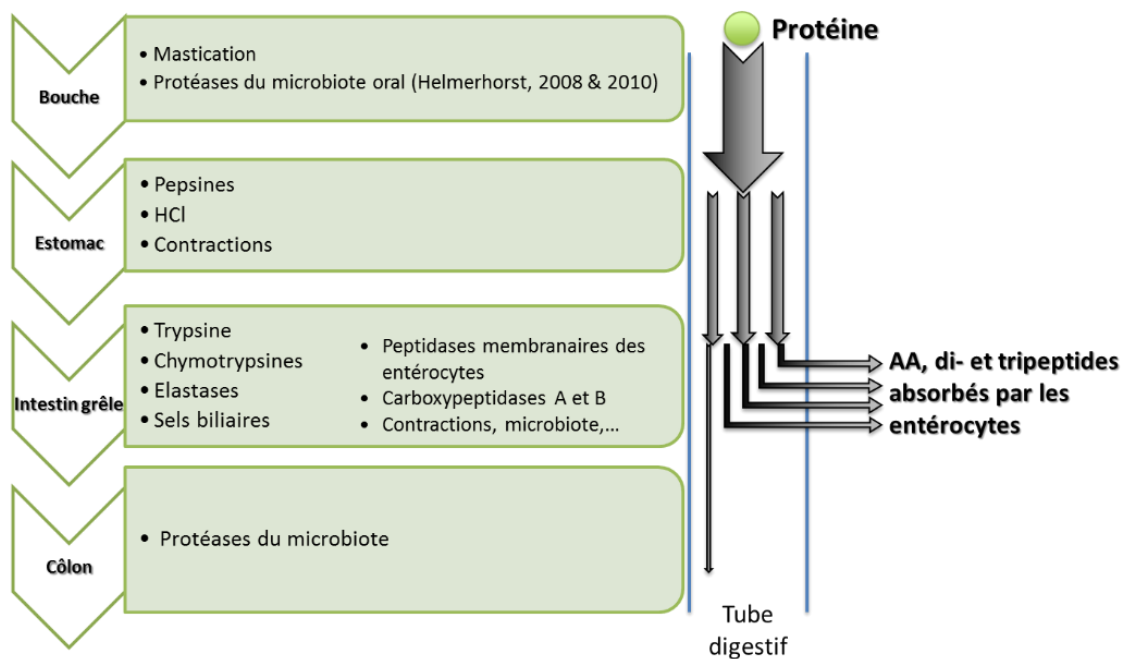 Bouche
• Mastication
• Protéases du microbiote oral (Helmerhorst, 2008 & 2010)
Estomac
• Pepsines
• HCl
• Contractions
Intestin grêle
• Trypsine
• Chymotrypsines
• Elastases
• Sels biliaires
• Peptidases membranaires des
entérocytes
• Carboxypeptidases A et B
• Contractions, microbiote,...
Côlon
• Protéases du microbiote
Protéine
AA, di- et tripeptides
absorbés par les
entérocytes
Tube
digestif